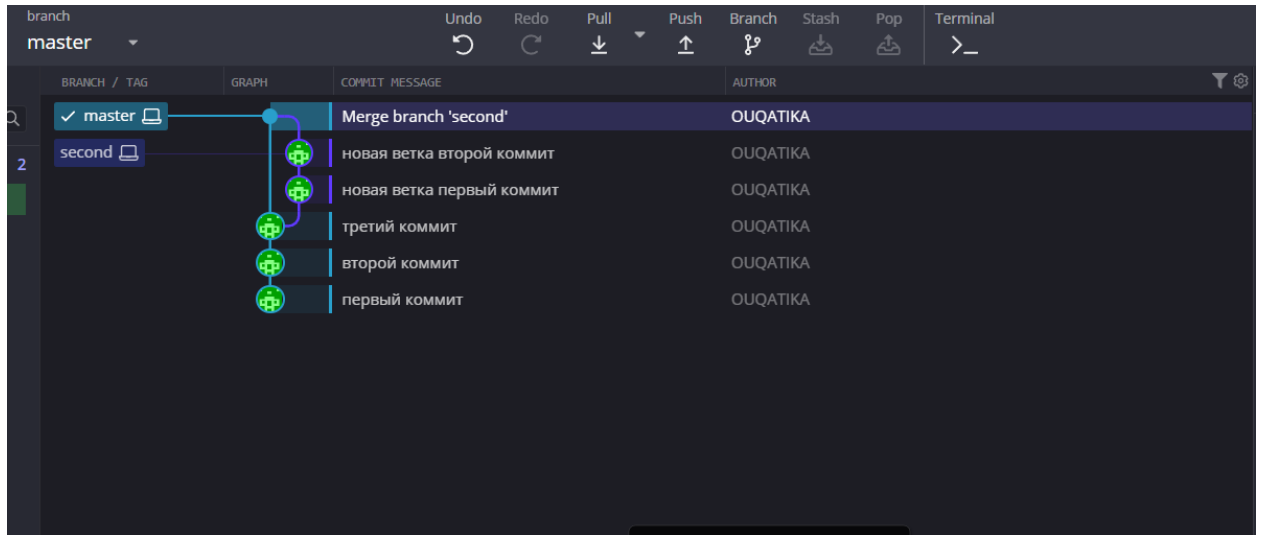 branch Undo Redo Pull Push Branch Stash Pop Terminal
master
BRANCH / TAG GRAPH COMMIT MESSAGE AUTHOR
master Merge branch 'second' OUQATIKA
second новая ветка второй коммит OUQATIKA
2
новая ветка первый коммит OUQATIKA
третий коммит OUQATIKA
второй коммит OUQATIKA
первый коммит OUQATIKA